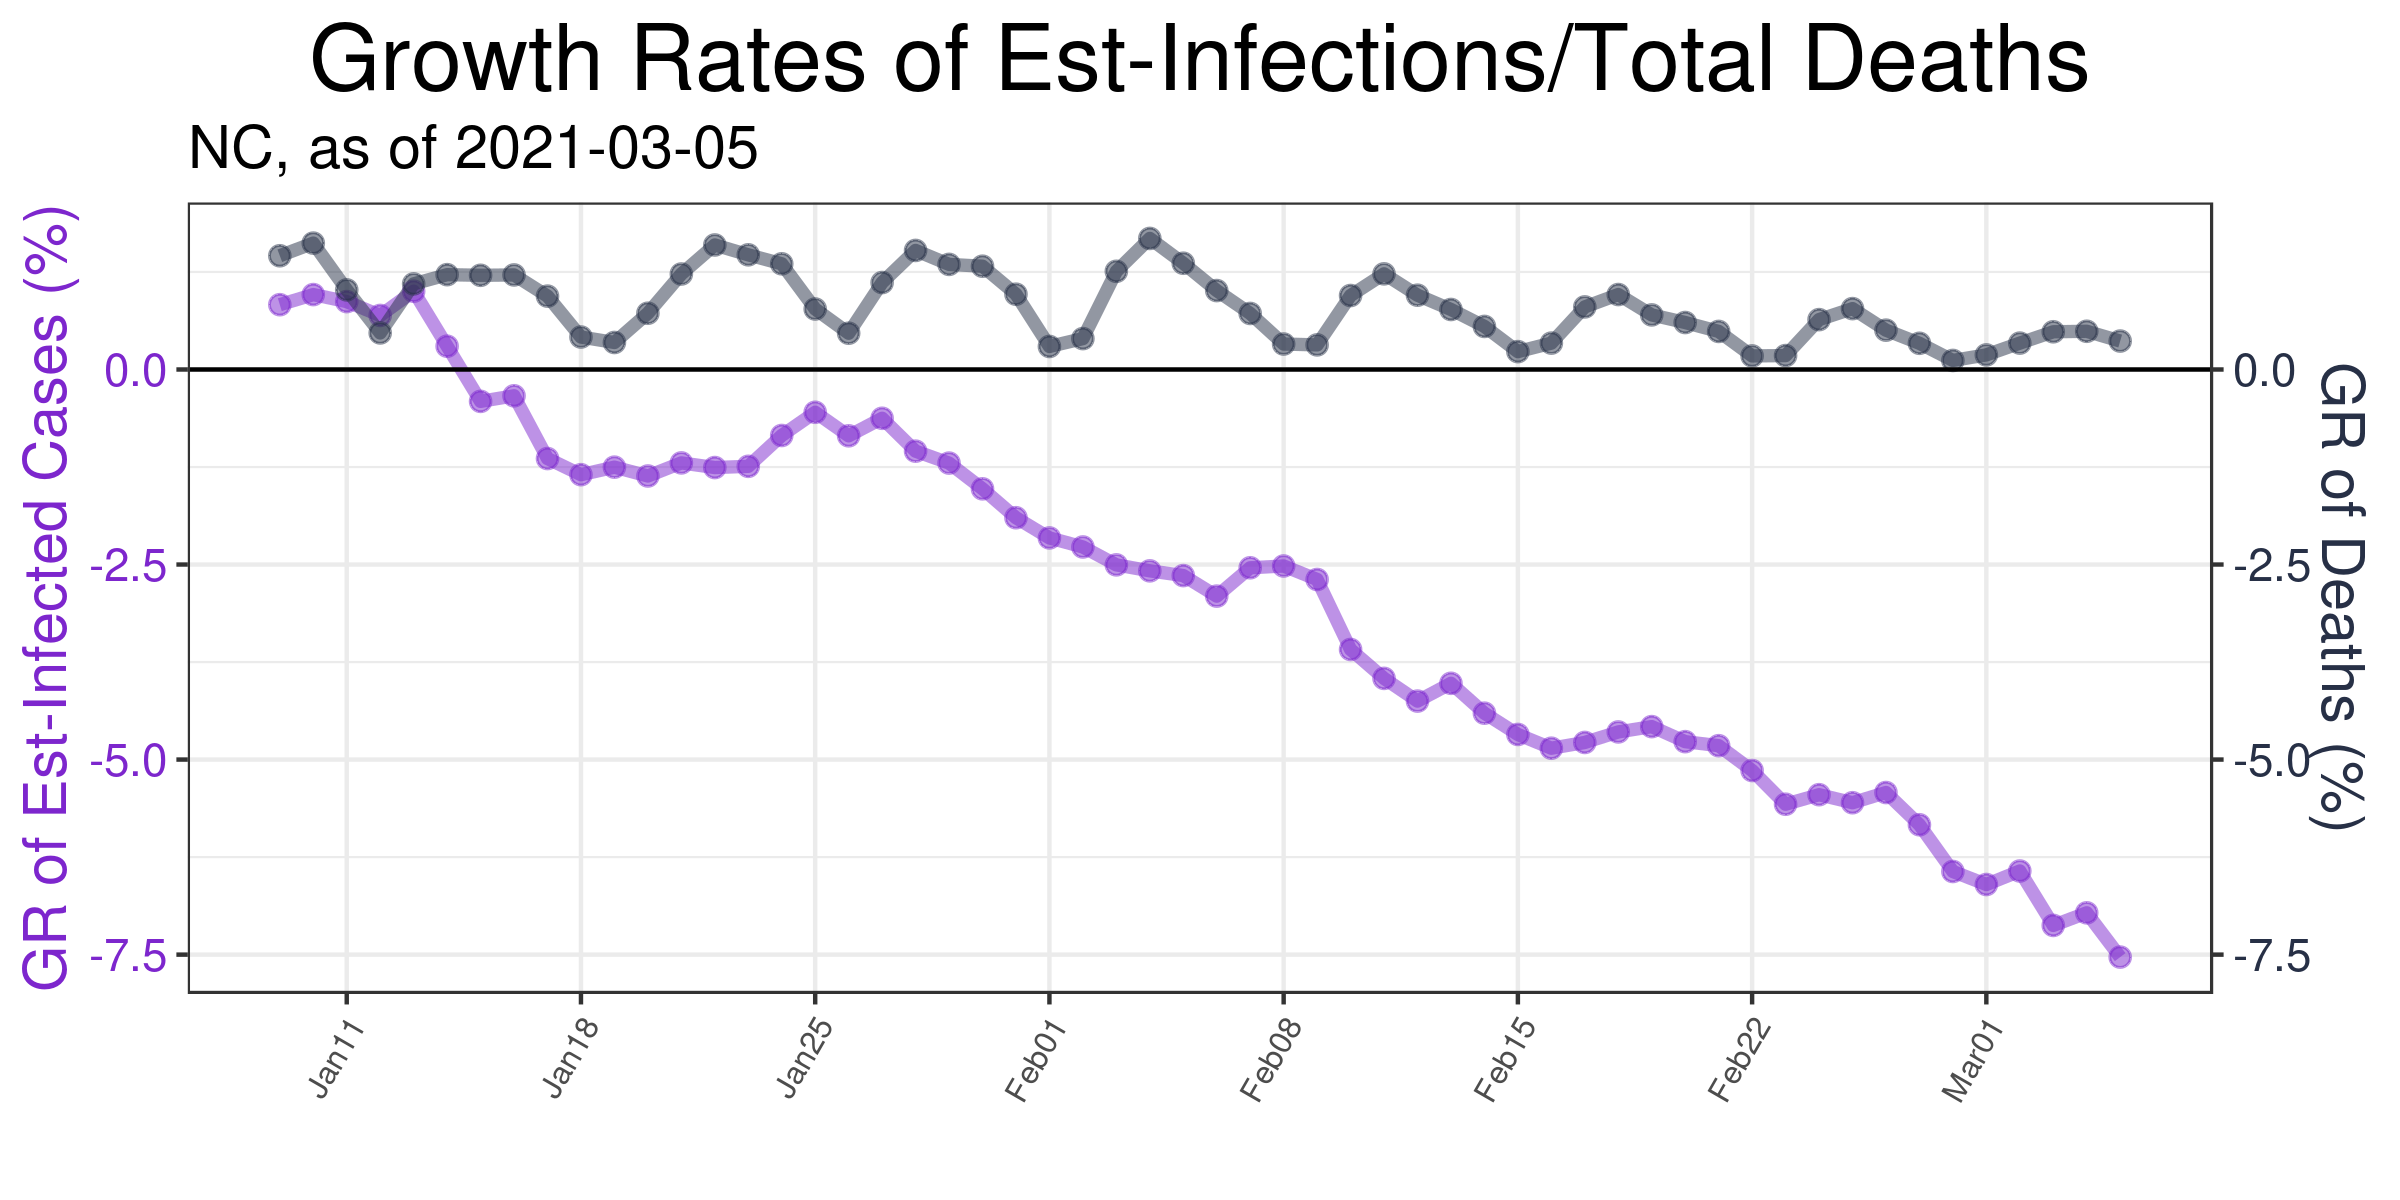 Growth Rates of Est-Infections/Total Deaths
NC, as of 2021-03-05
GR of Est-Infected Cases (%)
0.0
-2.5
-5.0
-7.5
0.0
-2.5
-5.0
-7.5
GR of Deaths (%)
Jan11
Jan18
Jan25
Feb01
Feb08
Feb15
Feb22
Mar01